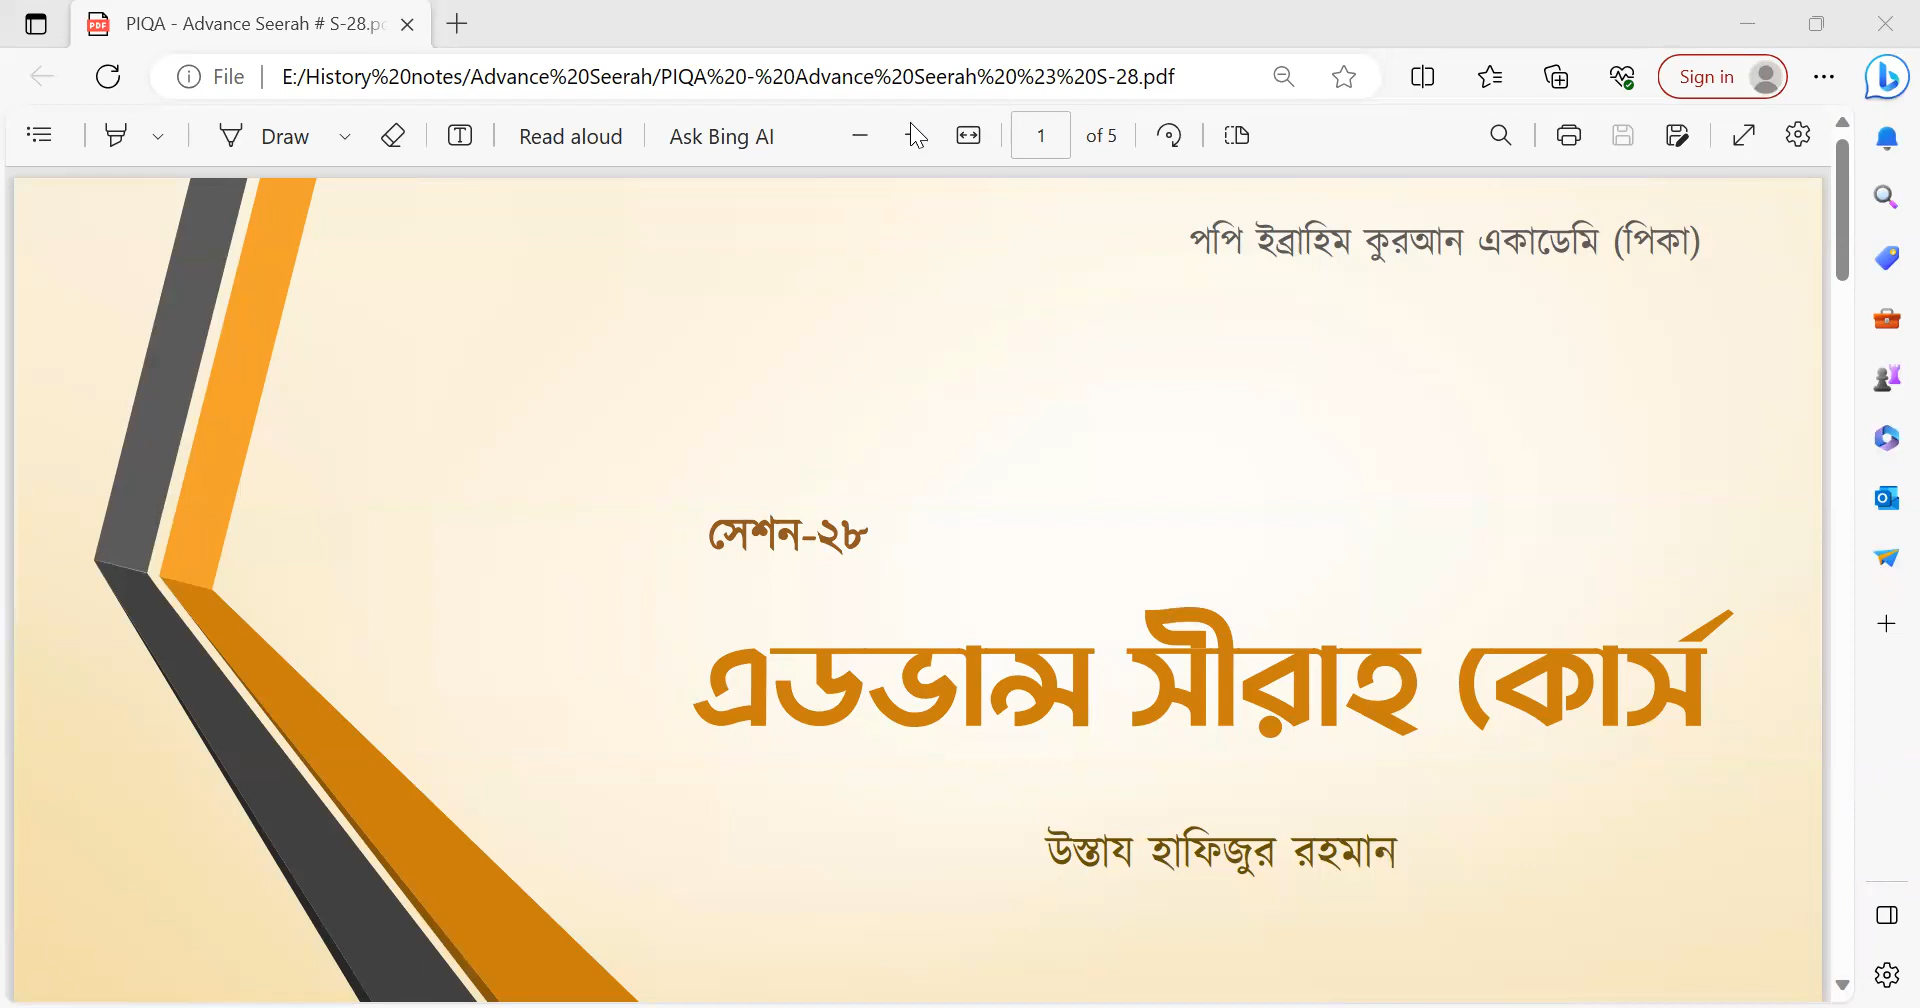 PIQA - Advance Seerah # S-28.pd
File
E:/History%20notes/Advance%20Seerah/PIQA%20-%20Advance%20Seerah%20%23%20S-28.pdf
Sign in
Draw
Read aloud
Ask Bing AI
1
of 5
পপি ইব্রাহিম কুরআন একাডেমি (পিকা)
সেশন-২৮
এডভান্স সীরাহ কোর্স
উস্তায হাফিজুর রহমান